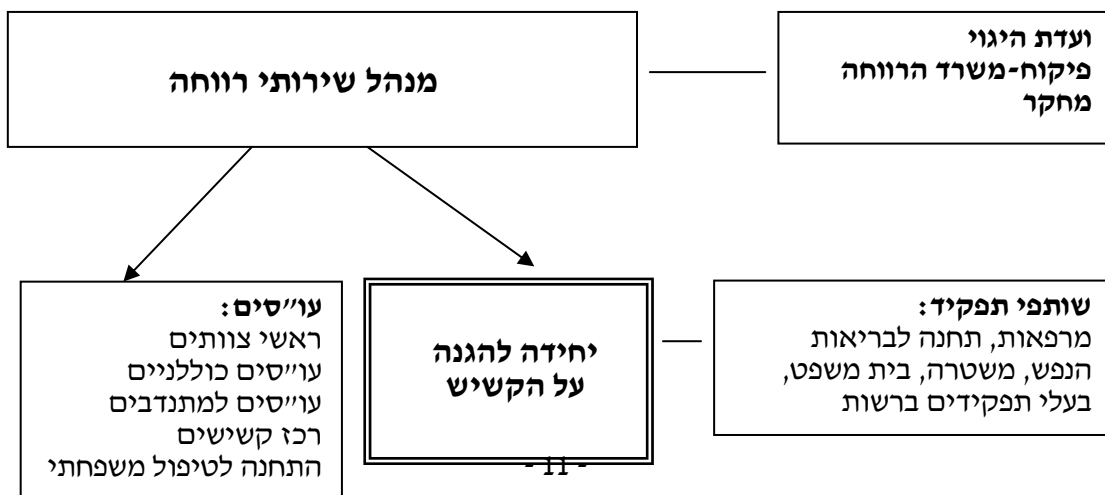 ועדת היגוי
פיקוח-משרד הרווחה
מחקר
מנהל שירותי רווחה
שותפי תפקיד:
מרפאות, תחנה לבריאות
הנפש, משטרה, בית משפט,
בעלי תפקידים ברשות
יחידה להגנה
על הקשיש
עו"סים:
ראשי צוותים
עו"סים כוללניים
עו"סים למתנדבים
רכז קשישים
התחנה לטיפול משפחתי
- 11 -